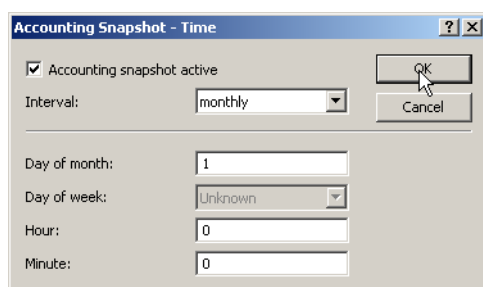 Accounting Snapshot - Time
Accounting snapshot active
OK
Interval: monthly
Cancel
Day of month: 1
Day of week: Unknown
Hour: 0
Minute: 0